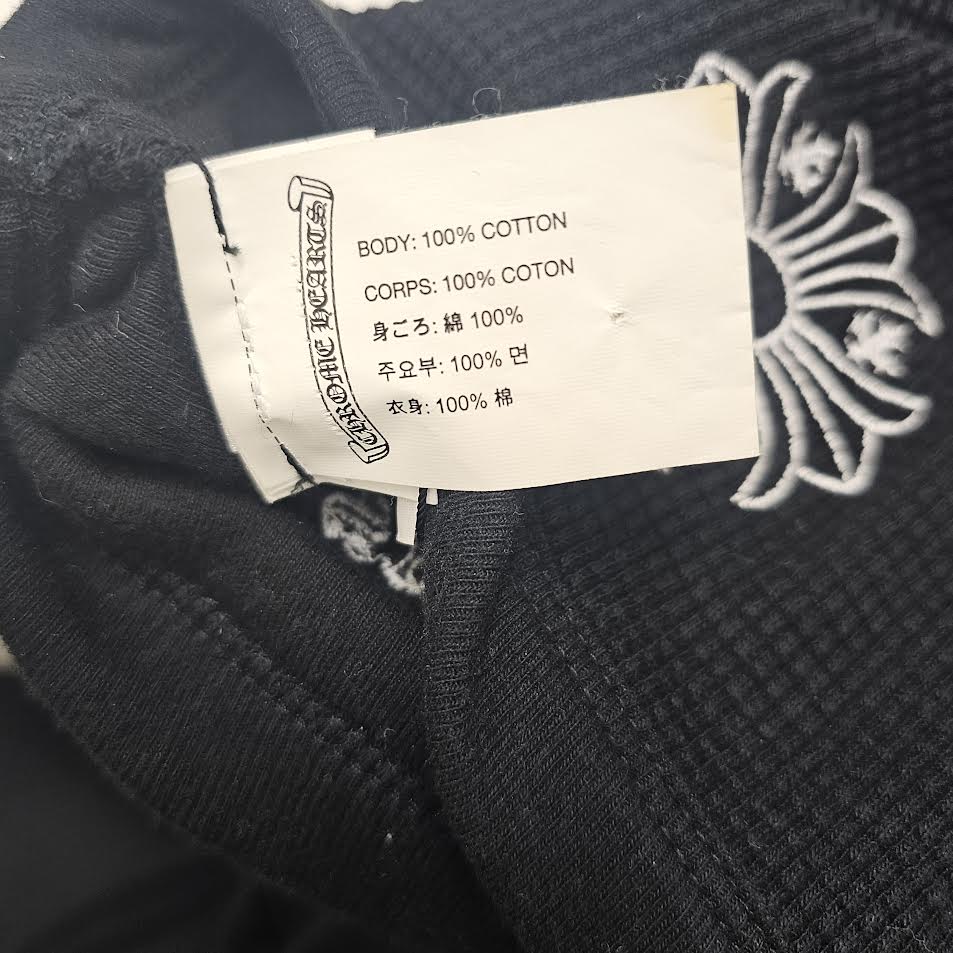 CHROME HEARTS
BODY: 100% COTTON
CORPS: 100% COTON
身ごろ: 綿 100%
주요부: 100% 면
衣身: 100% 棉